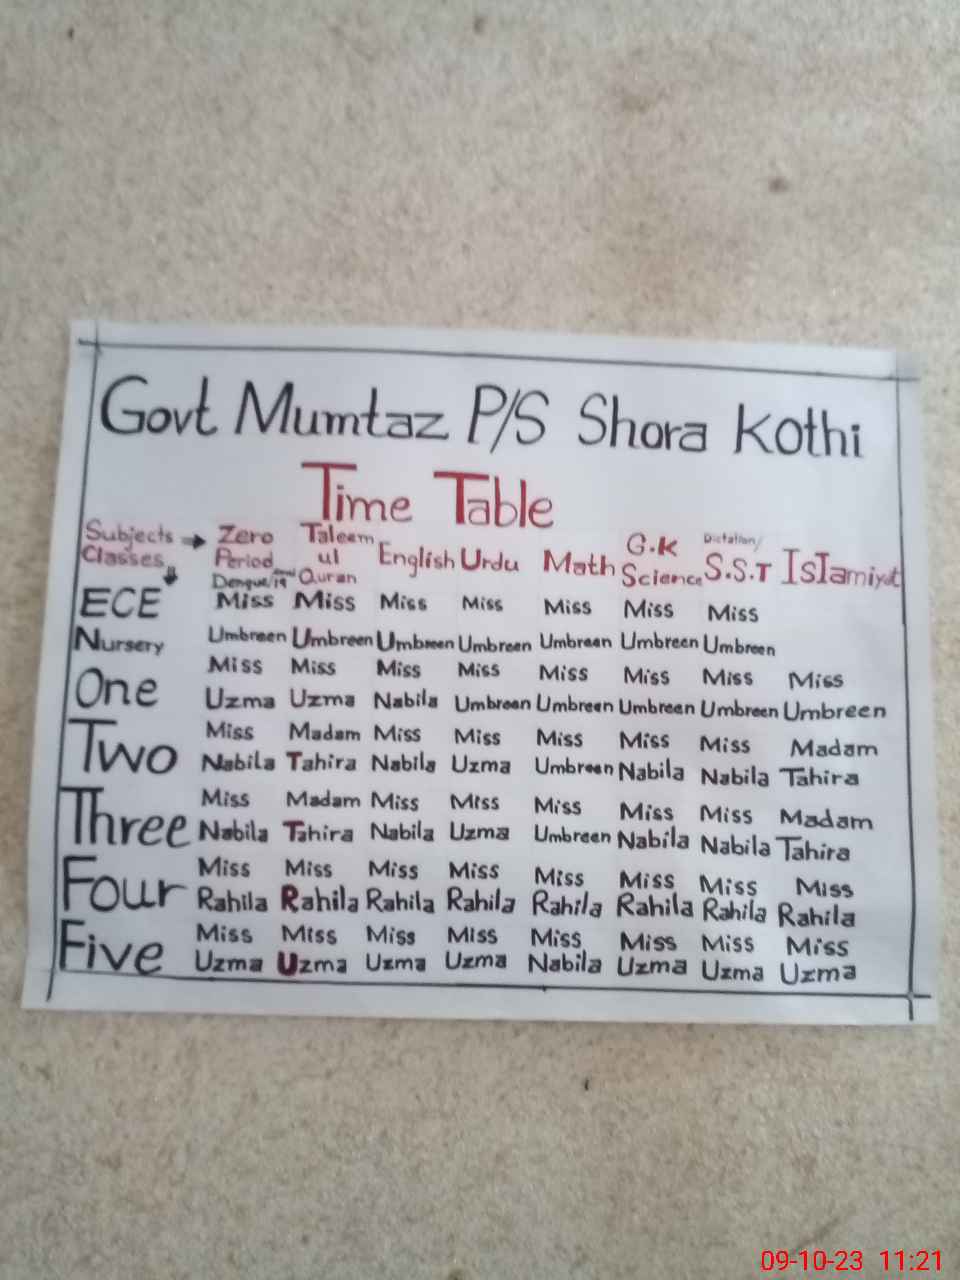 Govt Mumtaz P/S Shora Kothi
Time Table
Subjects → Zero Period Dengue/ Taleem ul Quran English Urdu Math G.K Science Dictation/ S.S.T IsIamiyat
Classes
ECE Miss Miss Miss Miss Miss Miss Miss
Nursery Umbreen Umbreen Umbreen Umbreen Umbreen Umbreen Umbreen
One Miss Miss Miss Miss Miss Miss Miss Miss
Uzma Uzma Nabila Umbreen Umbreen Umbreen Umbreen Umbreen
Two Miss Madam Miss Miss Miss Miss Miss Madam
Nabila Tahira Nabila Uzma Umbreen Nabila Nabila Tahira
Three Miss Madam Miss Miss Miss Miss Miss Madam
Nabila Tahira Nabila Uzma Umbreen Nabila Nabila Tahira
Four Miss Miss Miss Miss Miss Miss Miss Miss
Rahila Rahila Rahila Rahila Rahila Rahila Rahila Rahila
Five Miss Miss Miss Miss Miss Miss Miss Miss
Uzma Uzma Uzma Uzma Nabila Uzma Uzma Uzma
09-10-23 11:21